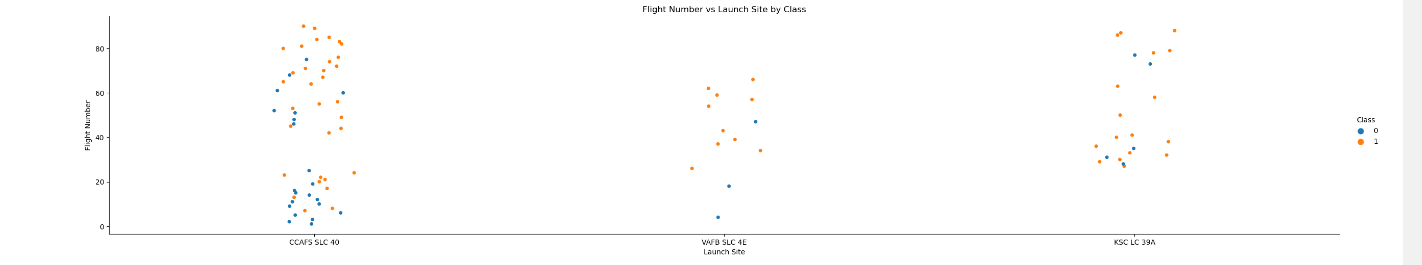 Flight Number vs Launch Site by Class
80
60
40
20
0
Flight Number
CCAFS SLC 40
VAFB SLC 4E
KSC LC 39A
Launch Site
Class
0
1